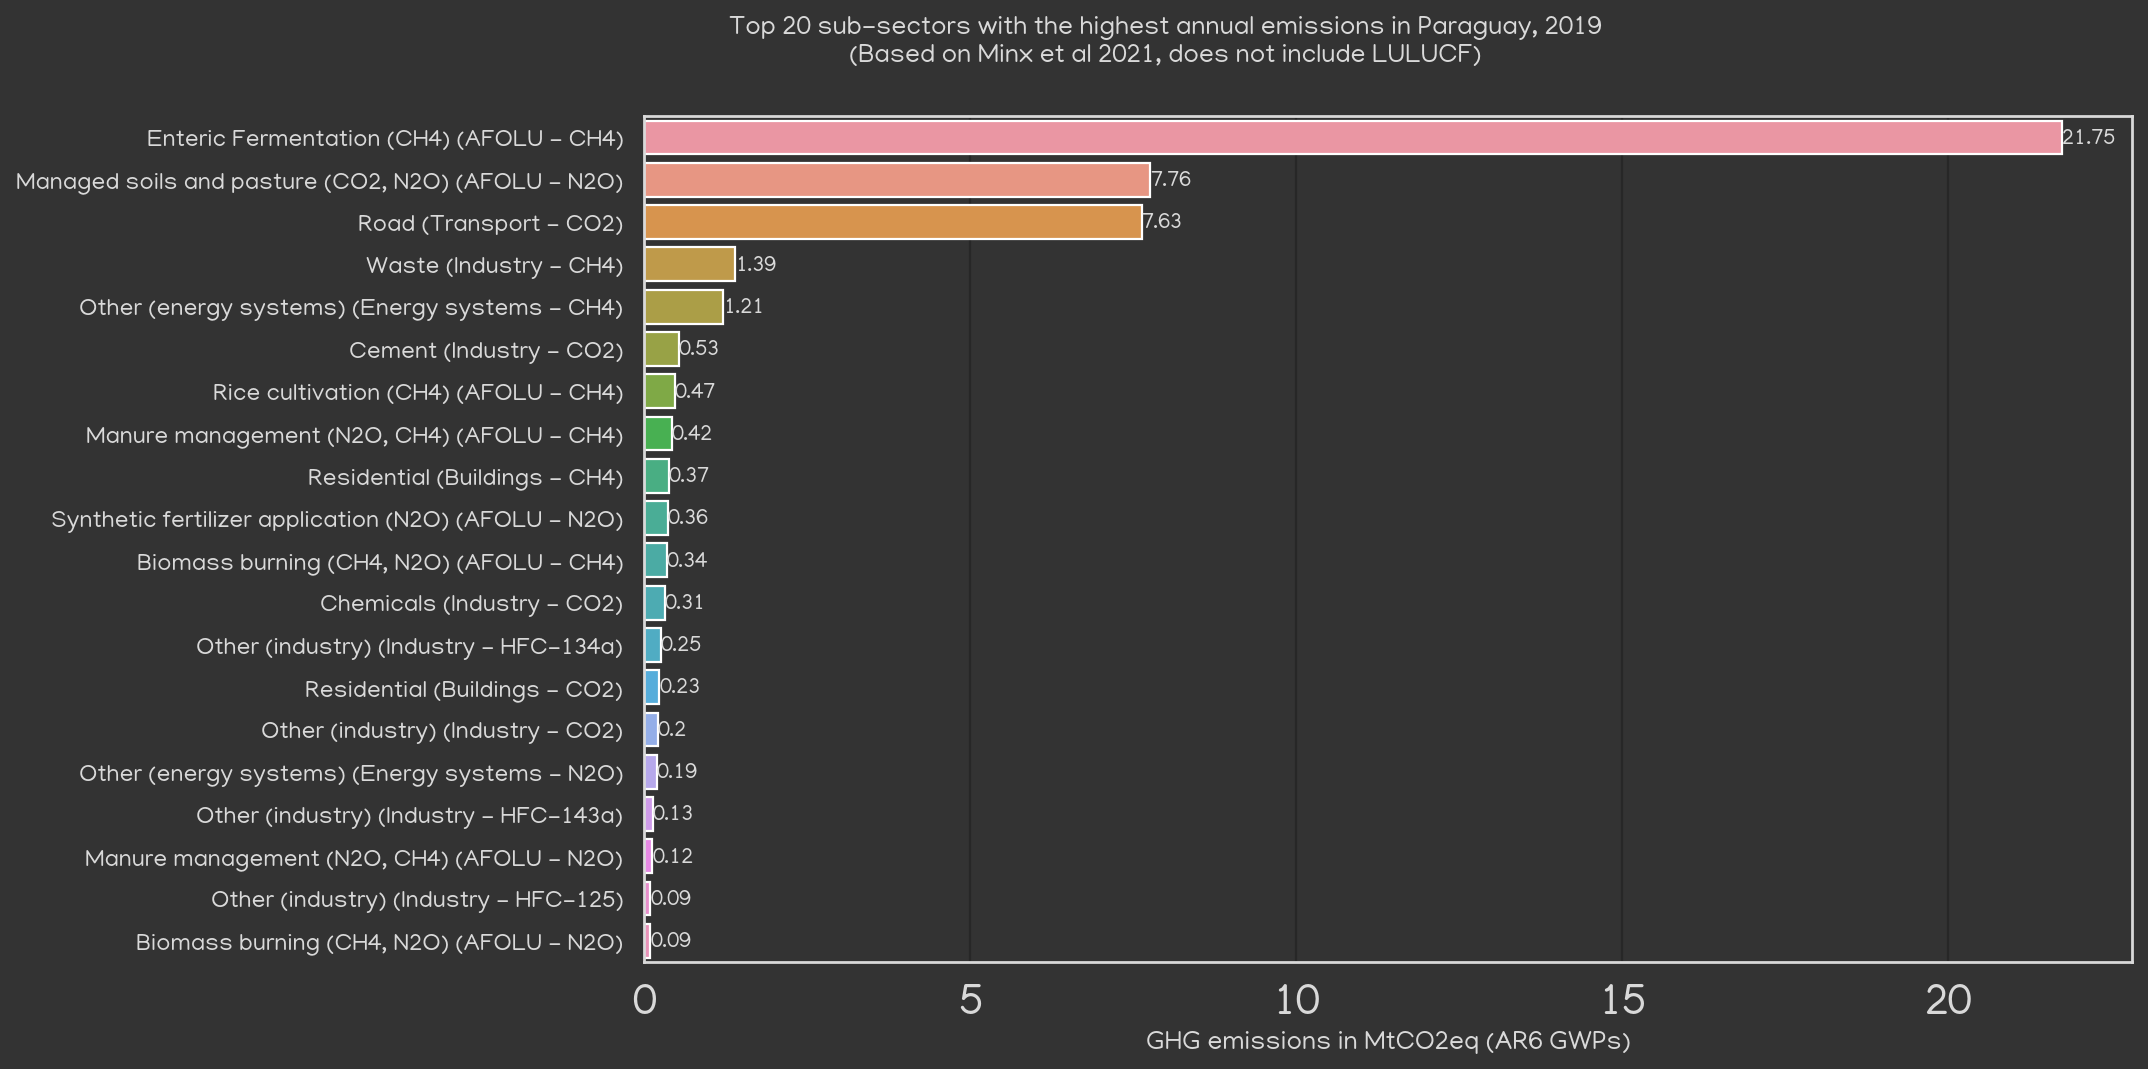 Top 20 sub-sectors with the highest annual emissions in Paraguay, 2019
(Based on Minx et al 2021, does not include LULUCF)
Enteric Fermentation (CH4) (AFOLU - CH4) 21.75
Managed soils and pasture (CO2, N2O) (AFOLU - N2O) 7.76
Road (Transport - CO2) 7.63
Waste (Industry - CH4) 1.39
Other (energy systems) (Energy systems - CH4) 1.21
Cement (Industry - CO2) 0.53
Rice cultivation (CH4) (AFOLU - CH4) 0.47
Manure management (N2O, CH4) (AFOLU - CH4) 0.42
Residential (Buildings - CH4) 0.37
Synthetic fertilizer application (N2O) (AFOLU - N2O) 0.36
Biomass burning (CH4, N2O) (AFOLU - CH4) 0.34
Chemicals (Industry - CO2) 0.31
Other (industry) (Industry - HFC-134a) 0.25
Residential (Buildings - CO2) 0.23
Other (industry) (Industry - CO2) 0.2
Other (energy systems) (Energy systems - N2O) 0.19
Other (industry) (Industry - HFC-143a) 0.13
Manure management (N2O, CH4) (AFOLU - N2O) 0.12
Other (industry) (Industry - HFC-125) 0.09
Biomass burning (CH4, N2O) (AFOLU - N2O) 0.09
0 5 10 15 20
GHG emissions in MtCO2eq (AR6 GWPs)